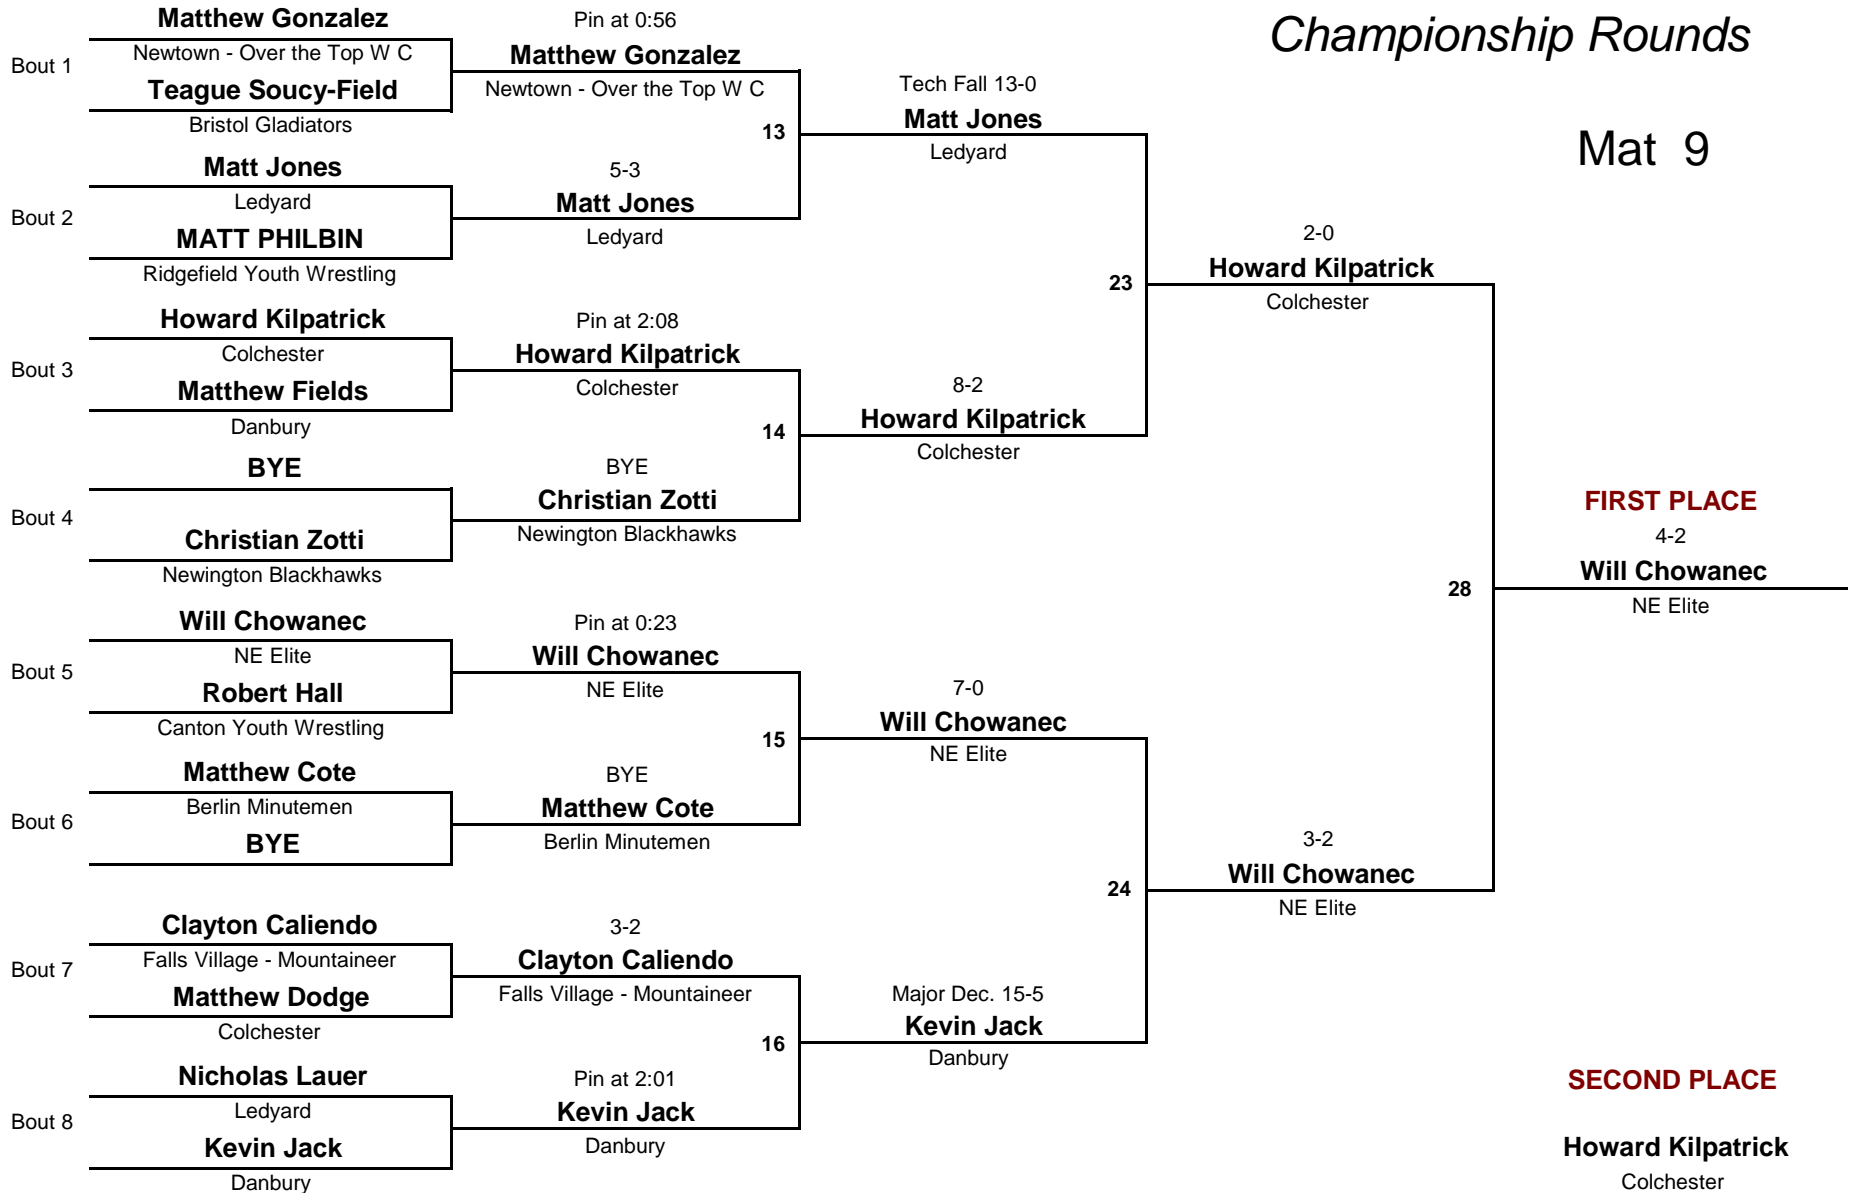 Championship Rounds
Mat 9
Bout 1
Matthew Gonzalez
Newtown - Over the Top W C
Teague Soucy-Field
Bristol Gladiators
Bout 2
Matt Jones
Ledyard
MATT PHILBIN
Ridgefield Youth Wrestling
Bout 3
Howard Kilpatrick
Colchester
Matthew Fields
Danbury
Bout 4
BYE
Christian Zotti
Newington Blackhawks
Bout 5
Will Chowanec
NE Elite
Robert Hall
Canton Youth Wrestling
Bout 6
Matthew Cote
Berlin Minutemen
BYE
Bout 7
Clayton Caliendo
Falls Village - Mountaineer
Matthew Dodge
Colchester
Bout 8
Nicholas Lauer
Ledyard
Kevin Jack
Danbury
Pin at 0:56
Matthew Gonzalez
Newtown - Over the Top W C
13
5-3
Matt Jones
Ledyard
Pin at 2:08
Howard Kilpatrick
Colchester
14
BYE
Christian Zotti
Newington Blackhawks
Pin at 0:23
Will Chowanec
NE Elite
15
BYE
Matthew Cote
Berlin Minutemen
3-2
Clayton Caliendo
Falls Village - Mountaineer
16
Pin at 2:01
Kevin Jack
Danbury
Tech Fall 13-0
Matt Jones
Ledyard
23
8-2
Howard Kilpatrick
Colchester
7-0
Will Chowanec
NE Elite
24
Major Dec. 15-5
Kevin Jack
Danbury
2-0
Howard Kilpatrick
Colchester
28
3-2
Will Chowanec
NE Elite
FIRST PLACE
4-2
Will Chowanec
NE Elite
SECOND PLACE
Howard Kilpatrick
Colchester